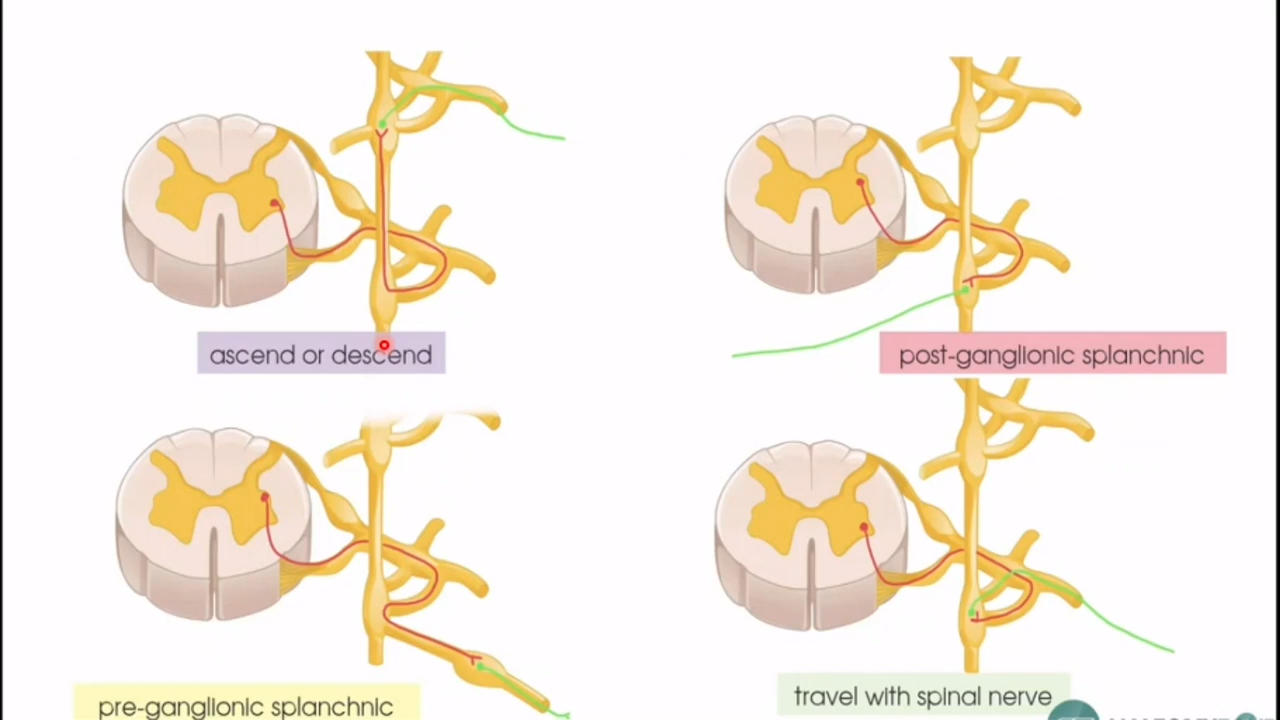 ascend or descend
post-ganglionic splanchnic
pre-ganglionic splanchnic
travel with spinal nerve